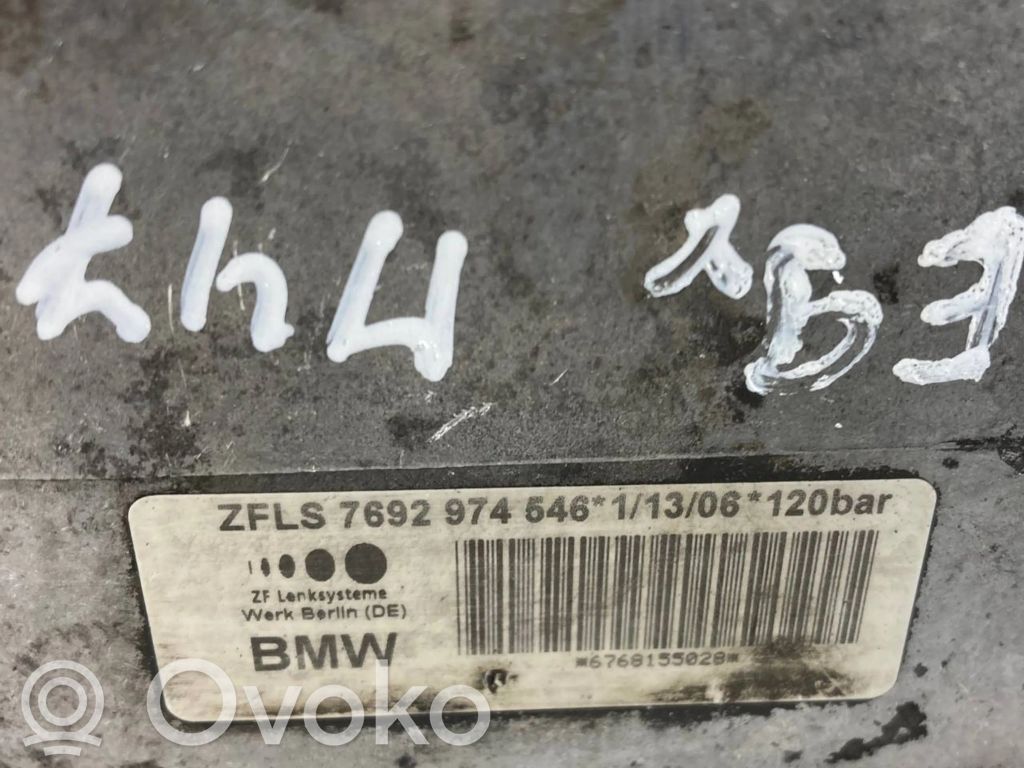 ZFLS 7692 974 546*1/13/06*120bar
ZF Lenksysteme
Werk Berlin (DE)
BMW
*6768155028*
Ovoko